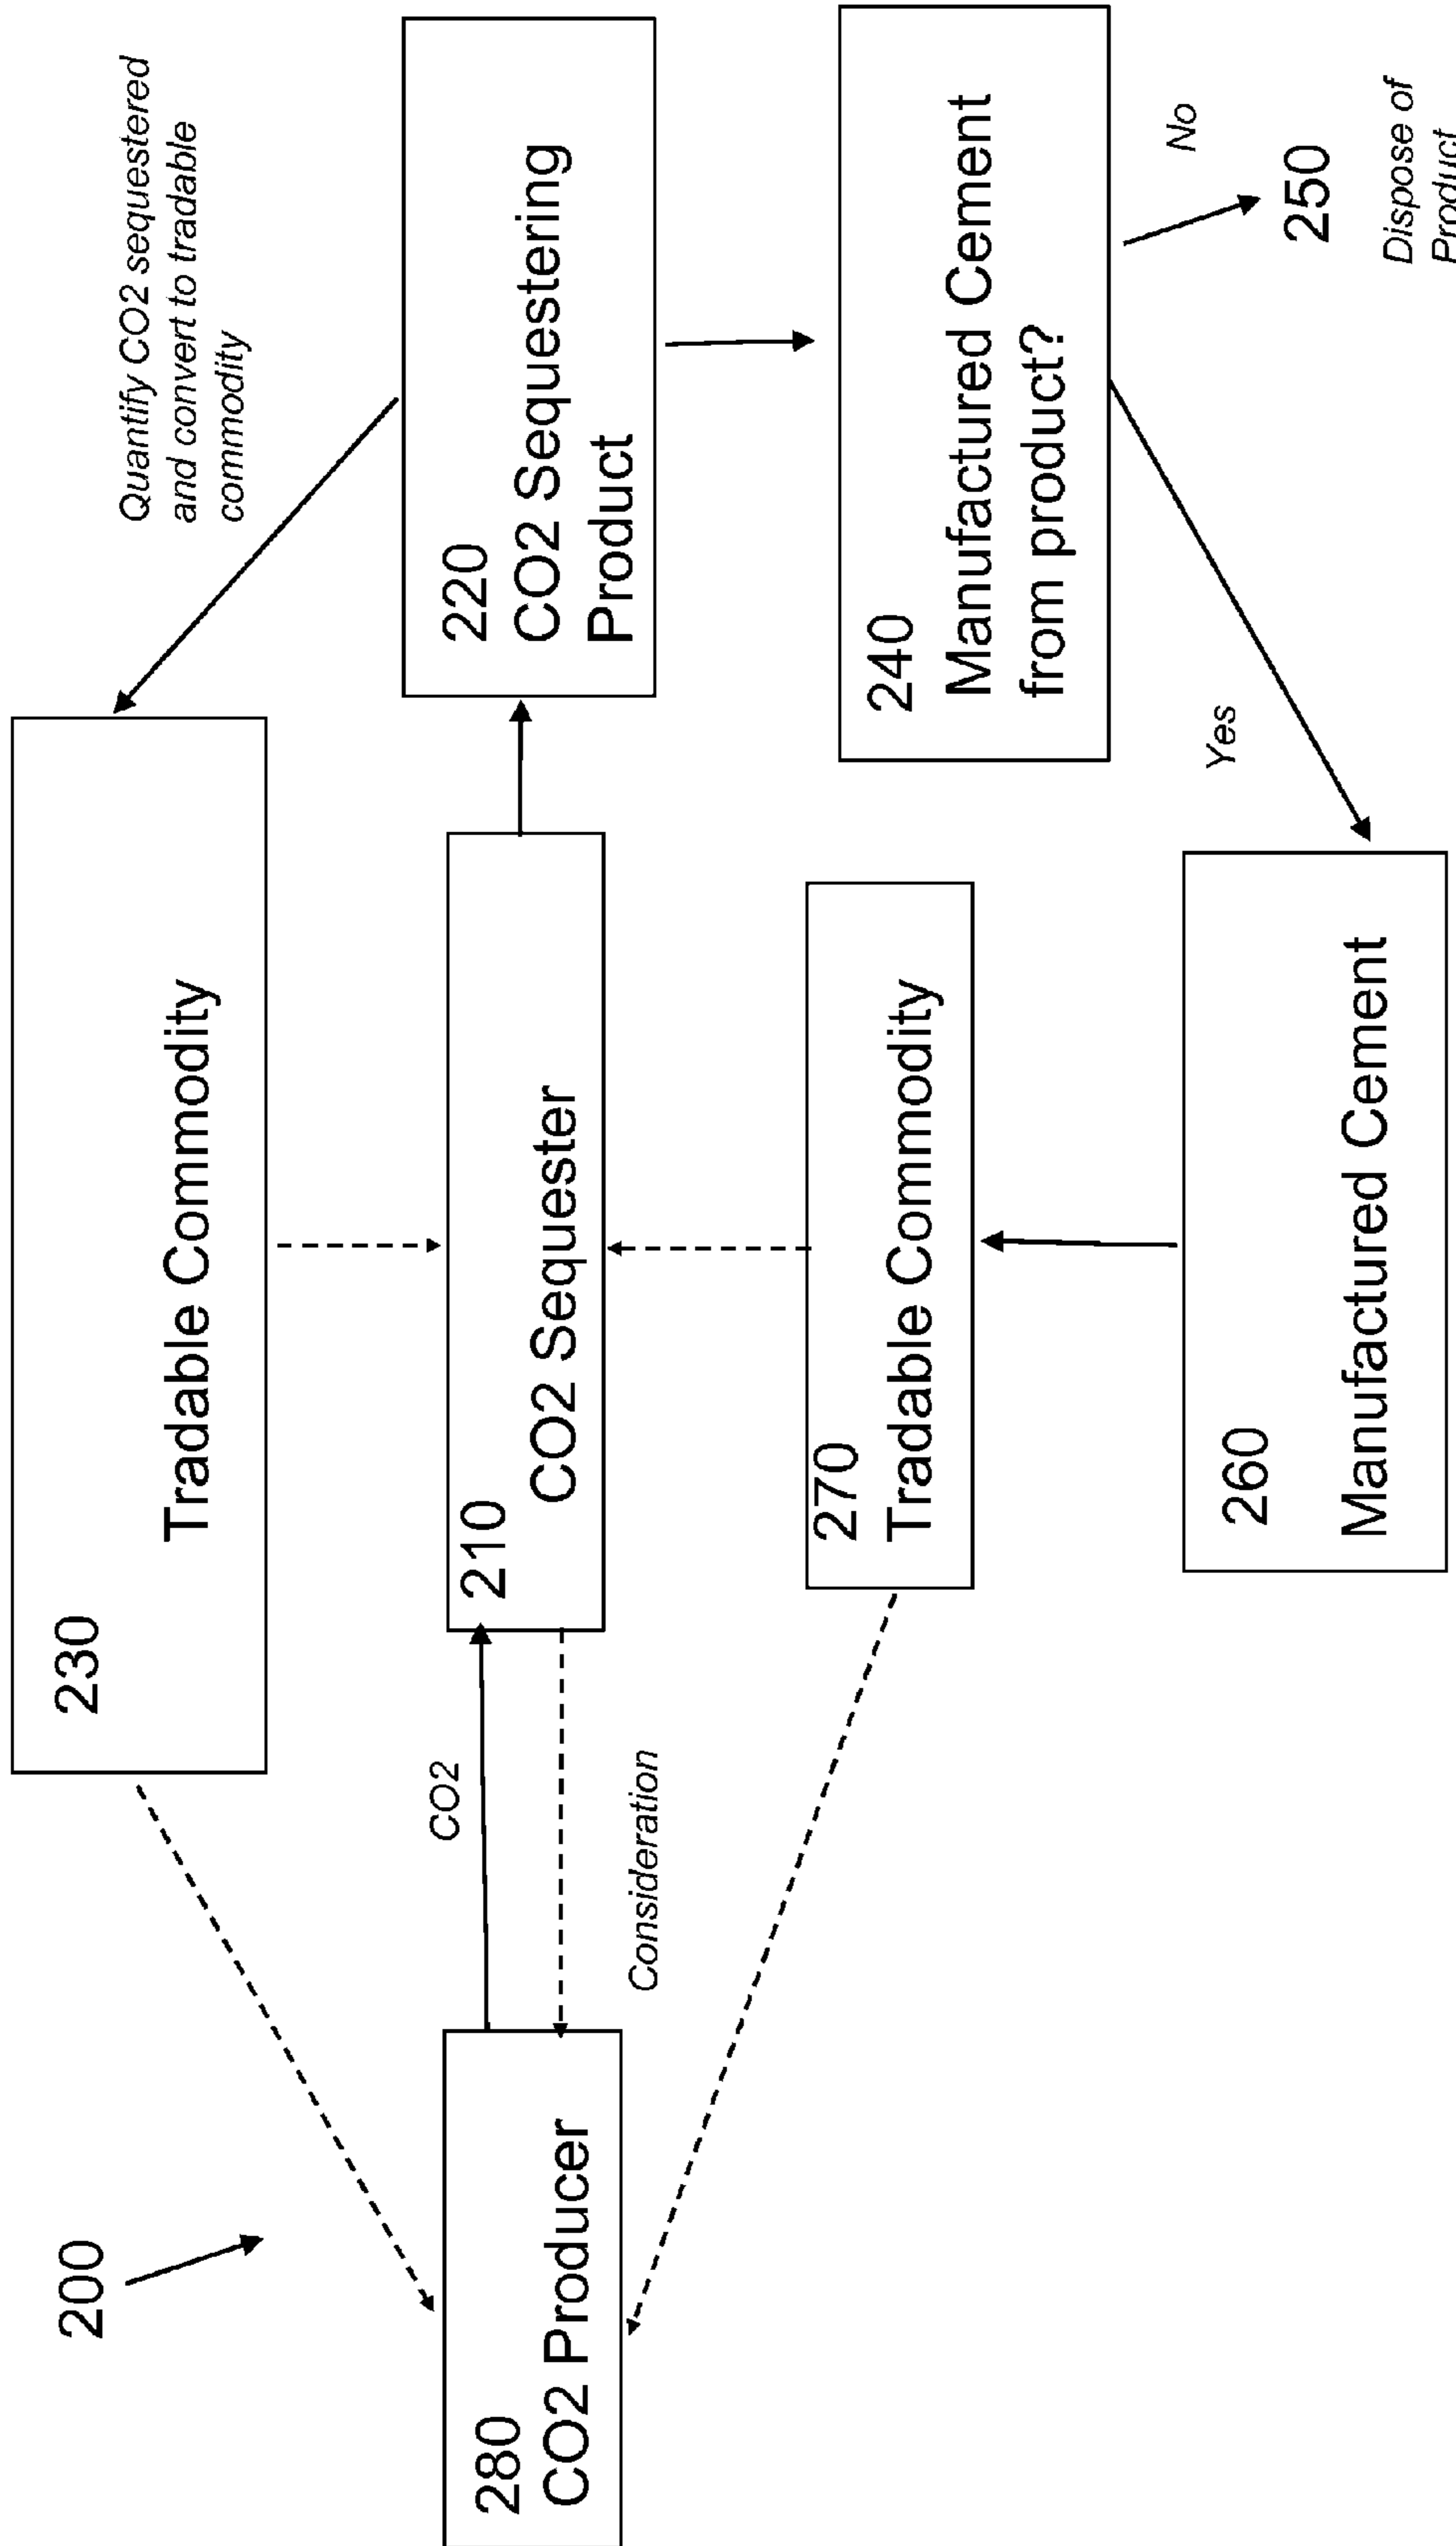 200
230
Tradable Commodity
Quantify CO2 sequestered
and convert to tradable
commodity
280
CO2 Producer
CO2
Consideration
210
CO2 Sequester
220
CO2 Sequestering
Product
270
Tradable Commodity
240
Manufactured Cement
from product?
Yes
No
260
Manufactured Cement
250
Dispose of
Product